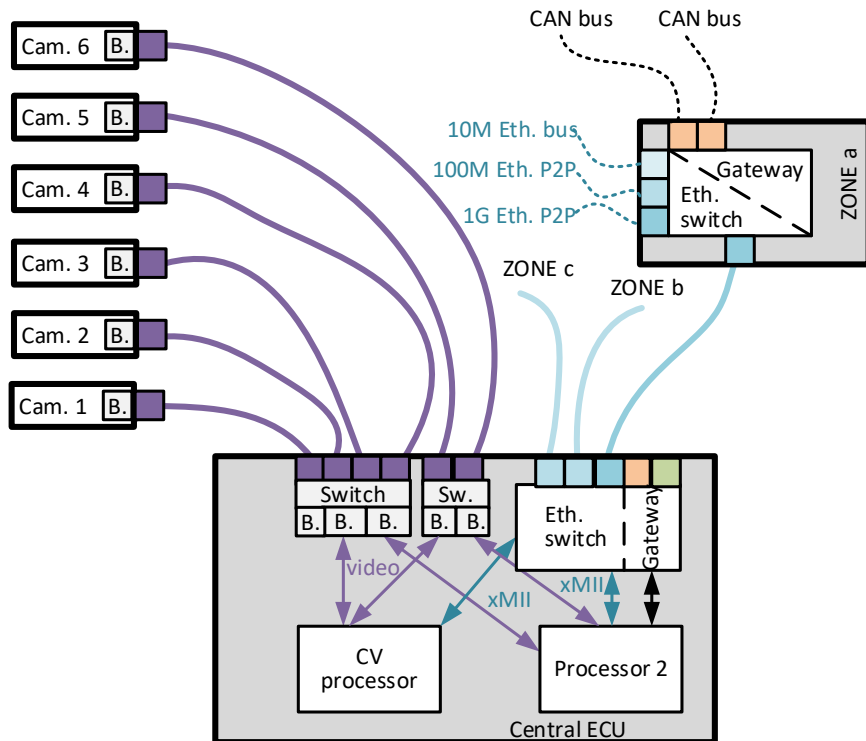 CAN bus
CAN bus
Cam. 6
B.
Cam. 5
B.
Cam. 4
B.
Cam. 3
B.
Cam. 2
B.
Cam. 1
B.
10M Eth. bus
100M Eth. P2P
1G Eth. P2P
Gateway
Eth.
switch
ZONE a
ZONE c
ZONE b
Switch
B.
B.
B.
Sw.
B.
B.
Eth.
switch
Gateway
video
xMII
xMII
CV
processor
Processor 2
Central ECU